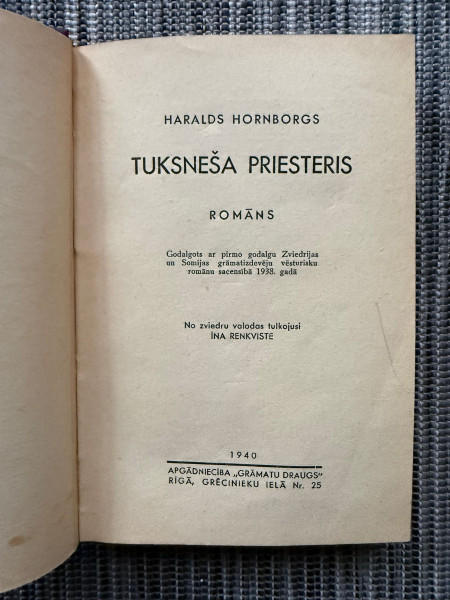 HARALDS HORNBORGS
TUKSNEŠA PRIESTERIS
ROMĀNS
Godalgots ar pirmo godalgu Zviedrijas
un Somijas grāmatizdevēju vēsturisku
romānu sacensībā 1938. gadā
No zviedru valodas tulkojusi
ĪNA RENKVISTE
1940
APGĀDNIECĪBA „GRĀMATU DRAUGS"
RĪGĀ, GRĒCINIEKU IELĀ Nr. 25